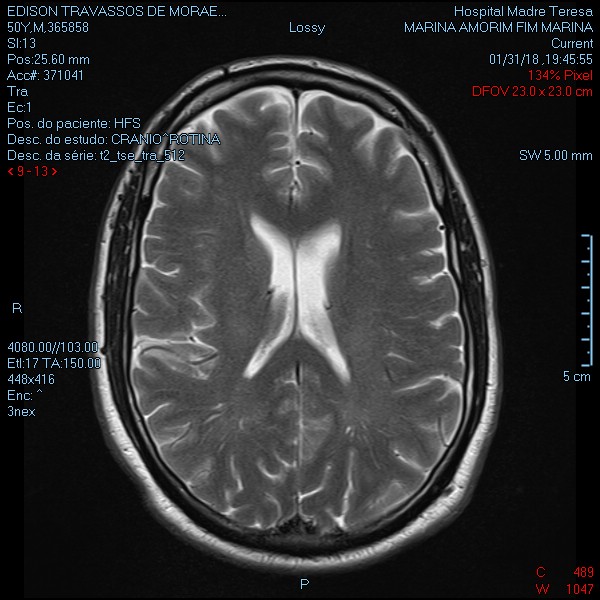 EDISON TRAVASSOS DE MORAE...
50Y,M,365858
Sl:13
Pos:25.60 mm
Acc#: 371041
Tra
Ec:1
Pos. do paciente: HFS
Desc. do estudo: CRANIO^ROTINA
Desc. da série: t2_tse_tra_512
< 9 - 13 >
Lossy
Hospital Madre Teresa
MARINA AMORIM FIM MARINA
Current
01/31/18 ,19:45:55
134% Pixel
DFOV 23.0 x 23.0 cm
SW 5.00 mm
R
4080.00//103.00
Etl:17 TA:150.00
448x416
Enc: ^
3nex
5 cm
P
C 489
W 1047